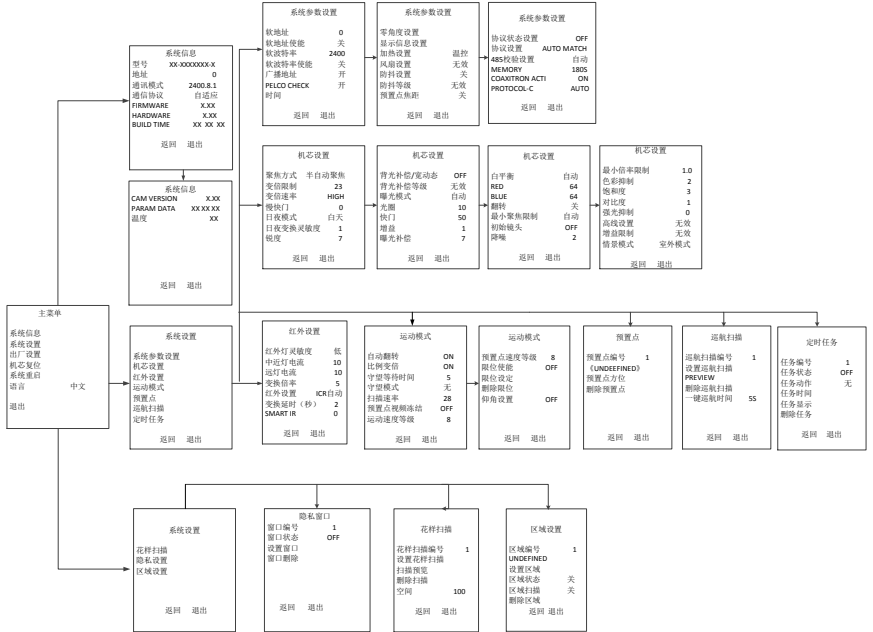 主菜单
系统信息
系统设置
出厂设置
机芯复位
系统重启
语言 中文
退出
系统信息
型号 XX-XXXXXXX-X
地址 0
通讯模式 2400.8.1
通信协议 自适应
FIRMWARE X.XX
HARDWARE X.XX
BUILD TIME XX XX XX
返回 退出
系统信息
CAM VERSION X.XX
PARAM DATA XX XX XX
温度 XX
返回 退出
系统参数设置
软地址 0
软地址使能 关
软波特率 2400
软波特率使能 关
广播地址 开
PELCO CHECK 开
时间
返回 退出
系统参数设置
零角度设置
显示信息设置
加热设置 温控
风扇设置 无效
防抖设置 关
防抖等级 无效
预置点焦距 关
返回 退出
系统参数设置
协议状态设置 OFF
协议设置 AUTO MATCH
485校验设置 自动
MEMORY 180S
COAXITRON ACTI ON
PROTOCOL-C AUTO
返回 退出
机芯设置
聚焦方式 半自动聚焦
变倍限制 23
变倍速率 HIGH
慢快门 0
日夜模式 白天
日夜变换灵敏度 1
锐度 7
返回 退出
机芯设置
背光补偿/宽动态 OFF
背光补偿等级 无效
曝光模式 自动
光圈 10
快门 50
增益 1
曝光补偿 7
返回 退出
机芯设置
白平衡 自动
RED 64
BLUE 64
翻转 关
最小聚焦限制 自动
初始镜头 OFF
降噪 2
返回 退出
机芯设置
最小倍率限制 1.0
色彩抑制 2
饱和度 3
对比度 1
强光抑制 0
高线设置 无效
增益限制 无效
情景模式 室外模式
返回 退出
系统设置
系统参数设置
机芯设置
红外设置
运动模式
预置点
巡航扫描
定时任务
返回 退出
红外设置
红外灯灵敏度 低
中近灯电流 10
远灯电流 10
变换倍率 5
红外设置 ICR自动
变换延时（秒） 2
SMART IR 0
返回 退出
运动模式
自动翻转 ON
比例变倍 ON
守望等待时间 5
守望模式 无
扫描速率 28
预置点视频冻结 OFF
运动速度等级 8
返回 退出
运动模式
预置点速度等级 8
限位使能 OFF
限位设定
删除限位
仰角设置 OFF
返回 退出
预置点
预置点编号 1
《UNDEEFINED》
预置点方位
删除预置点
返回 退出
巡航扫描
巡航扫描编号 1
设置巡航扫描
PREVIEW
删除巡航扫描
一键巡航时间 5S
返回 退出
定时任务
任务编号 1
任务状态 OFF
任务动作 无
任务时间
任务显示
删除任务
返回 退出
系统设置
花样扫描
隐私设置
区域设置
返回 退出
隐私窗口
窗口编号 1
窗口状态 OFF
设置窗口
窗口删除
返回 退出
花样扫描
花样扫描编号 1
设置花样扫描
扫描预览
删除扫描
空间 100
返回 退出
区域设置
区域编号 1
UNDEFINED
设置区域
区域状态 关
区域扫描 关
删除区域
返回 退出